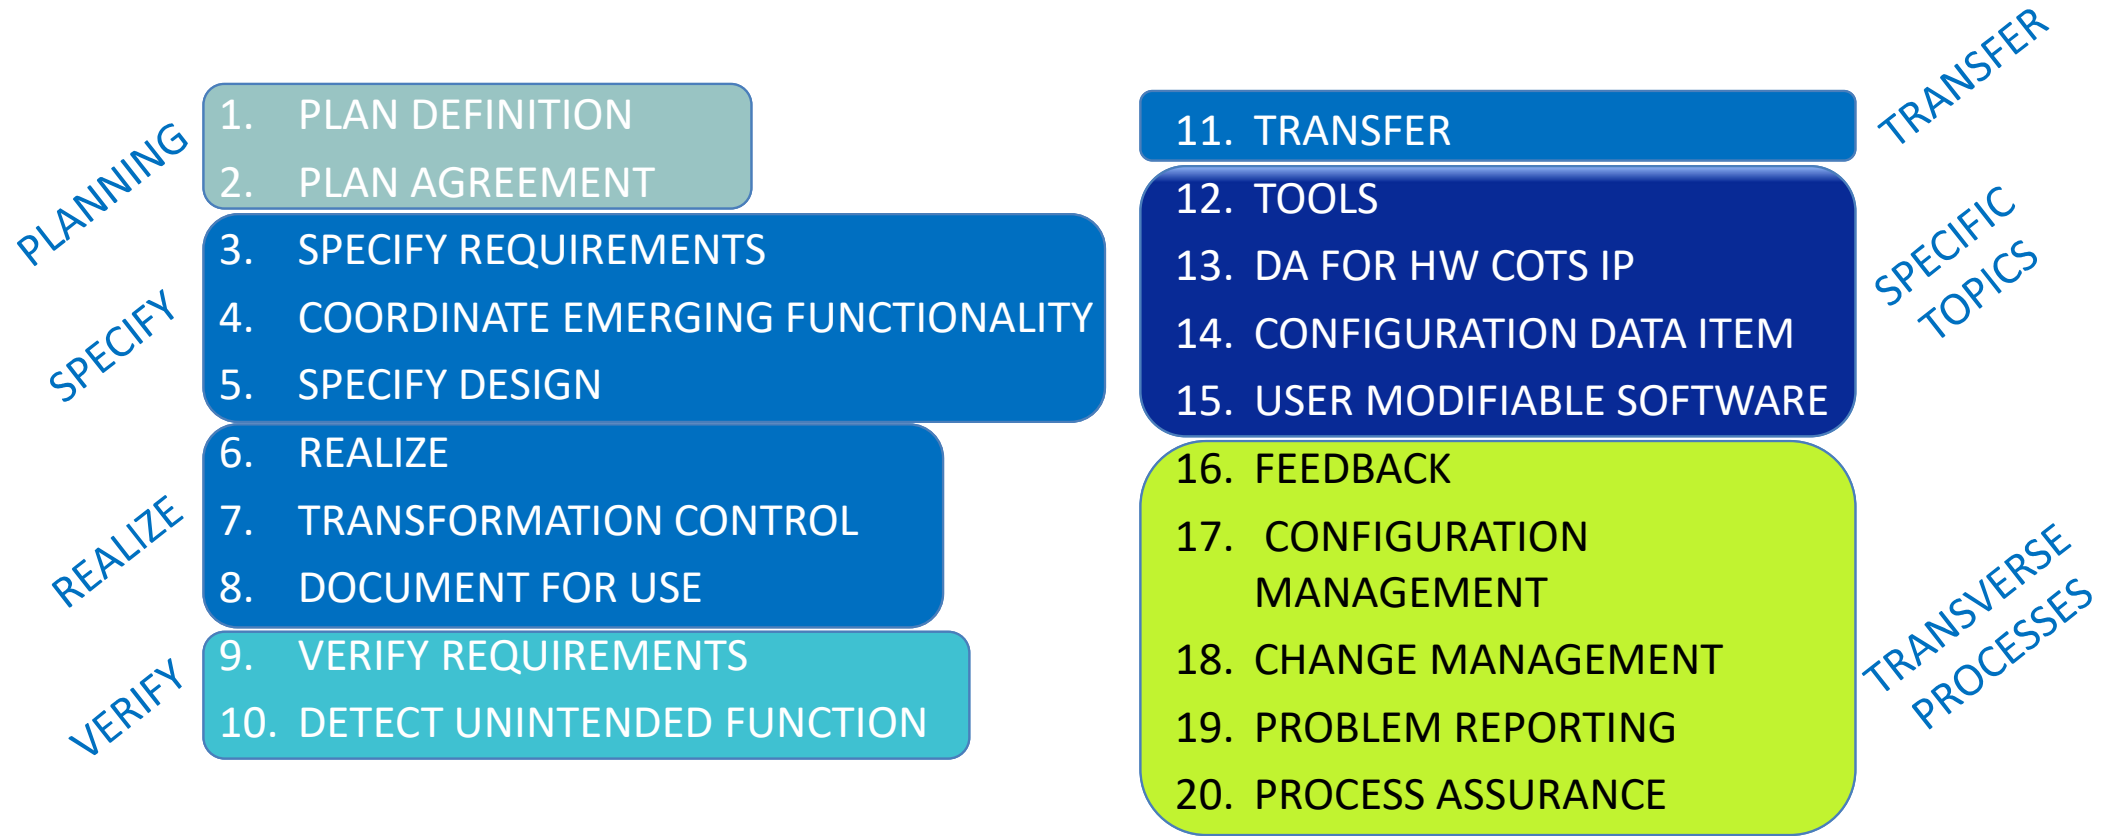 PLANNING
1. PLAN DEFINITION
2. PLAN AGREEMENT
SPECIFY
3. SPECIFY REQUIREMENTS
4. COORDINATE EMERGING FUNCTIONALITY
5. SPECIFY DESIGN
REALIZE
6. REALIZE
7. TRANSFORMATION CONTROL
8. DOCUMENT FOR USE
VERIFY
9. VERIFY REQUIREMENTS
10. DETECT UNINTENDED FUNCTION
TRANSFER
11. TRANSFER
SPECIFIC
TOPICS
12. TOOLS
13. DA FOR HW COTS IP
14. CONFIGURATION DATA ITEM
15. USER MODIFIABLE SOFTWARE
TRANSVERSE
PROCESSES
16. FEEDBACK
17. CONFIGURATION
MANAGEMENT
18. CHANGE MANAGEMENT
19. PROBLEM REPORTING
20. PROCESS ASSURANCE